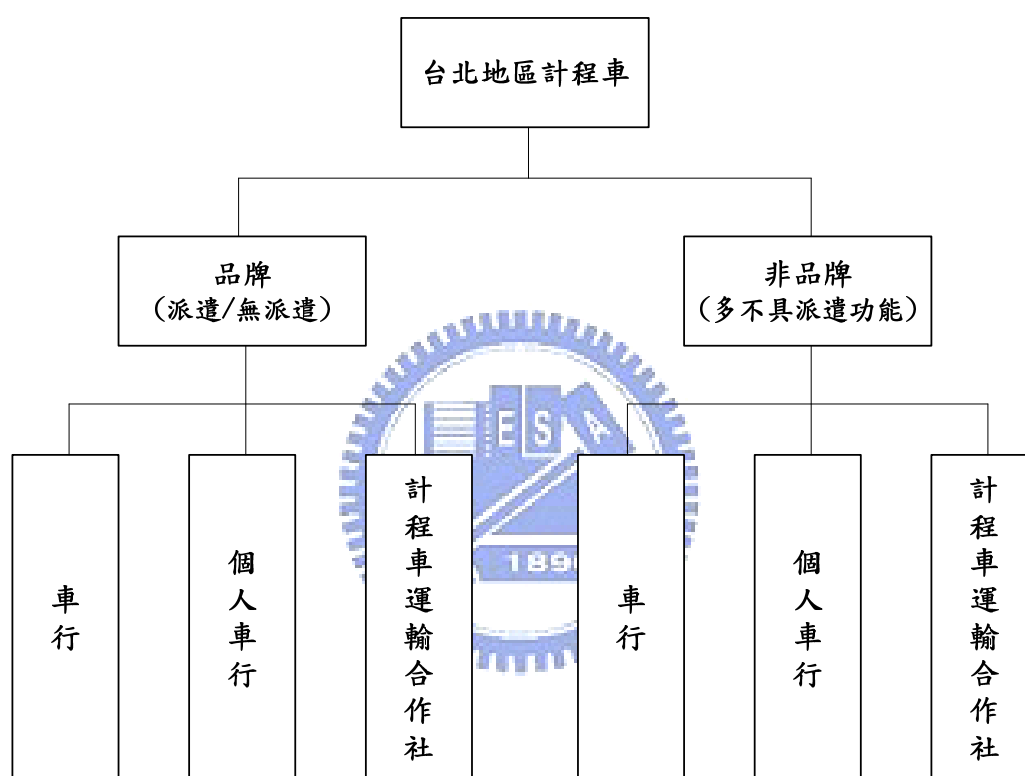 台北地區計程車
品牌
（派遣/無派遣）
非品牌
（多不具派遣功能）
車行
個人車行
計程車運輸合作社
車行
個人車行
計程車運輸合作社
E S A